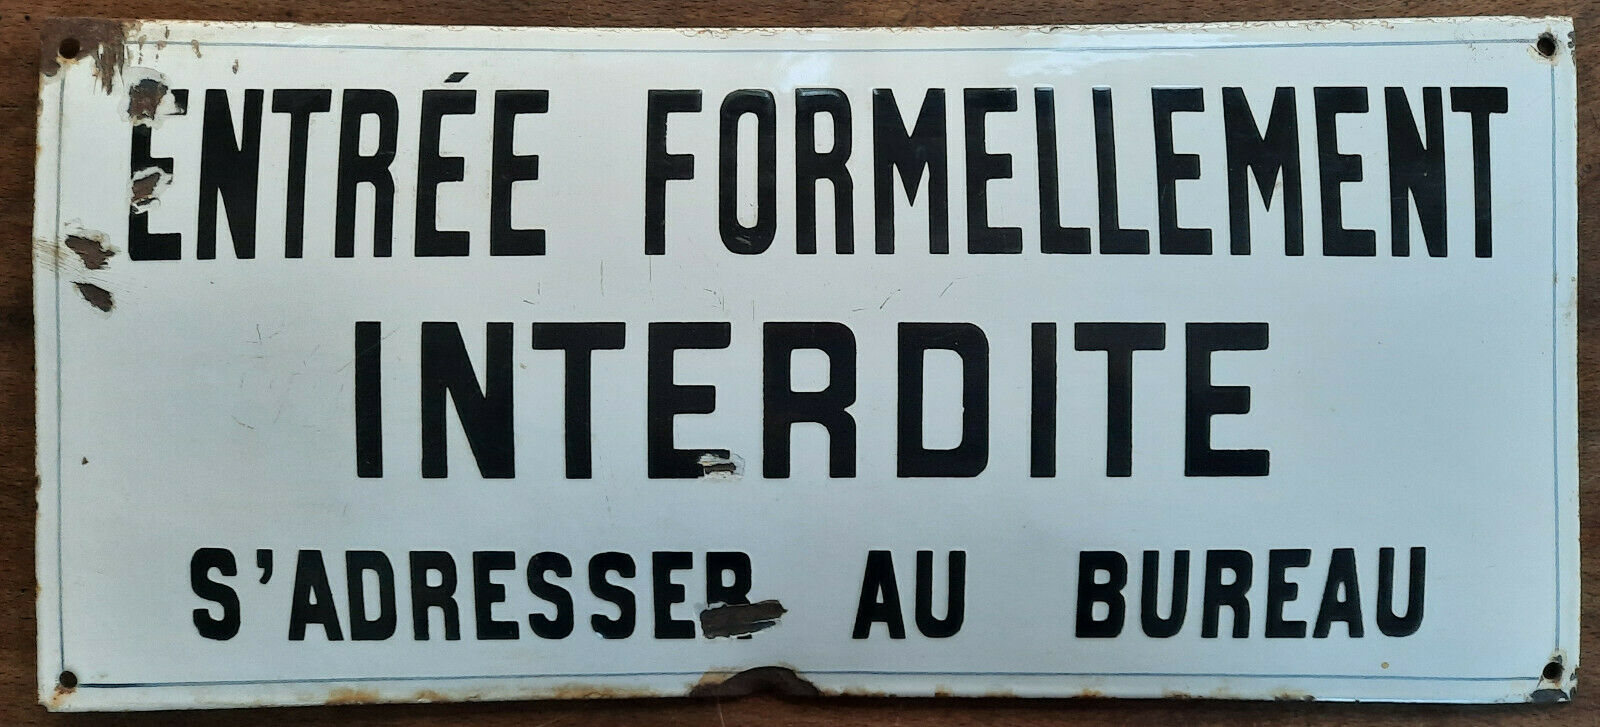 ENTRÉE FORMELLEMENT
INTERDITE
S'ADRESSER AU BUREAU